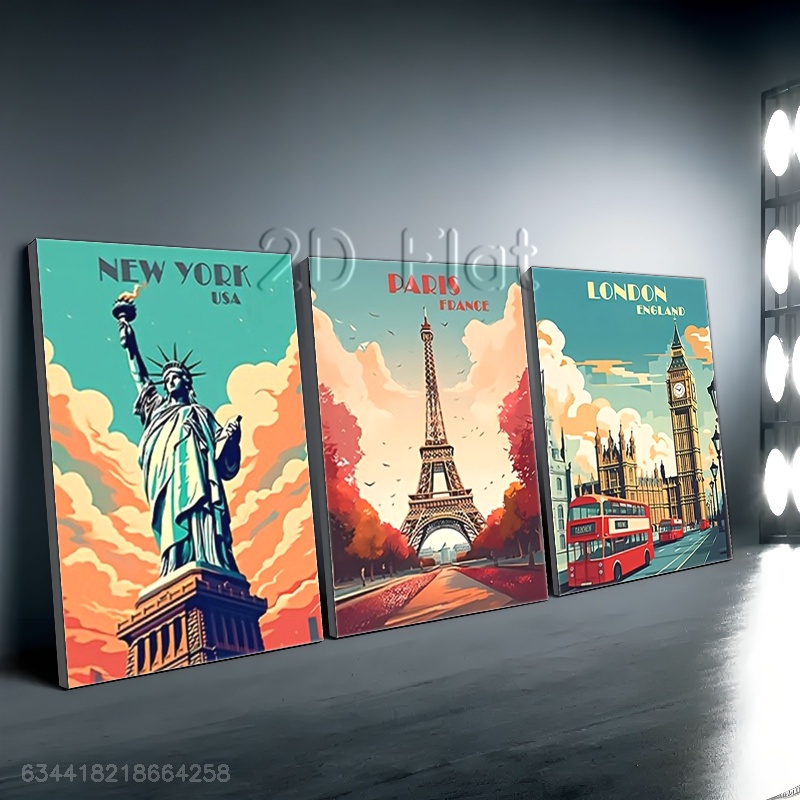 2D Flat
NEW YORK
USA
PARIS
FRANCE
LONDON
ENGLAND
634418218664258